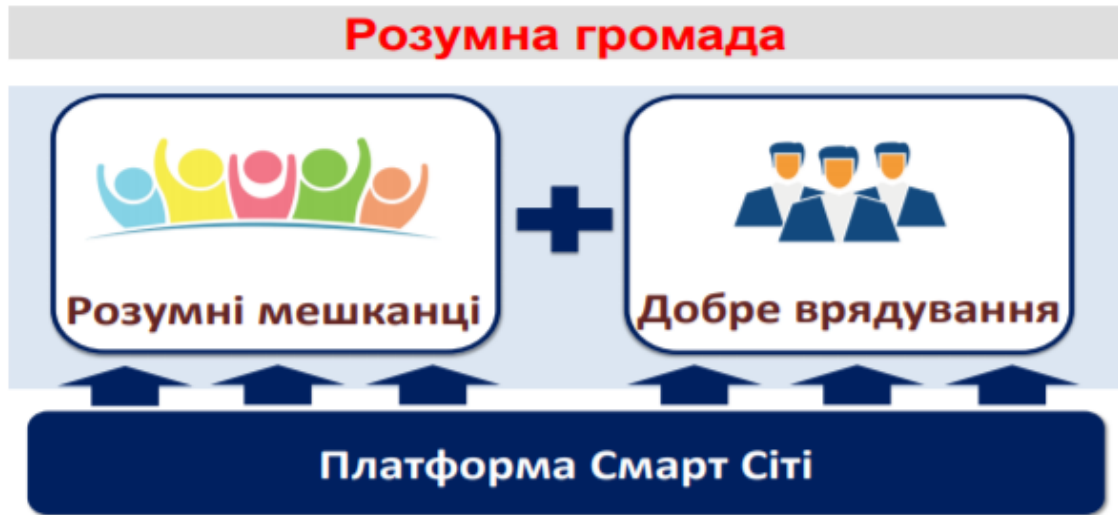 Розумна громада
Розумні мешканці
Добре врядування
Платформа Смарт Сіті